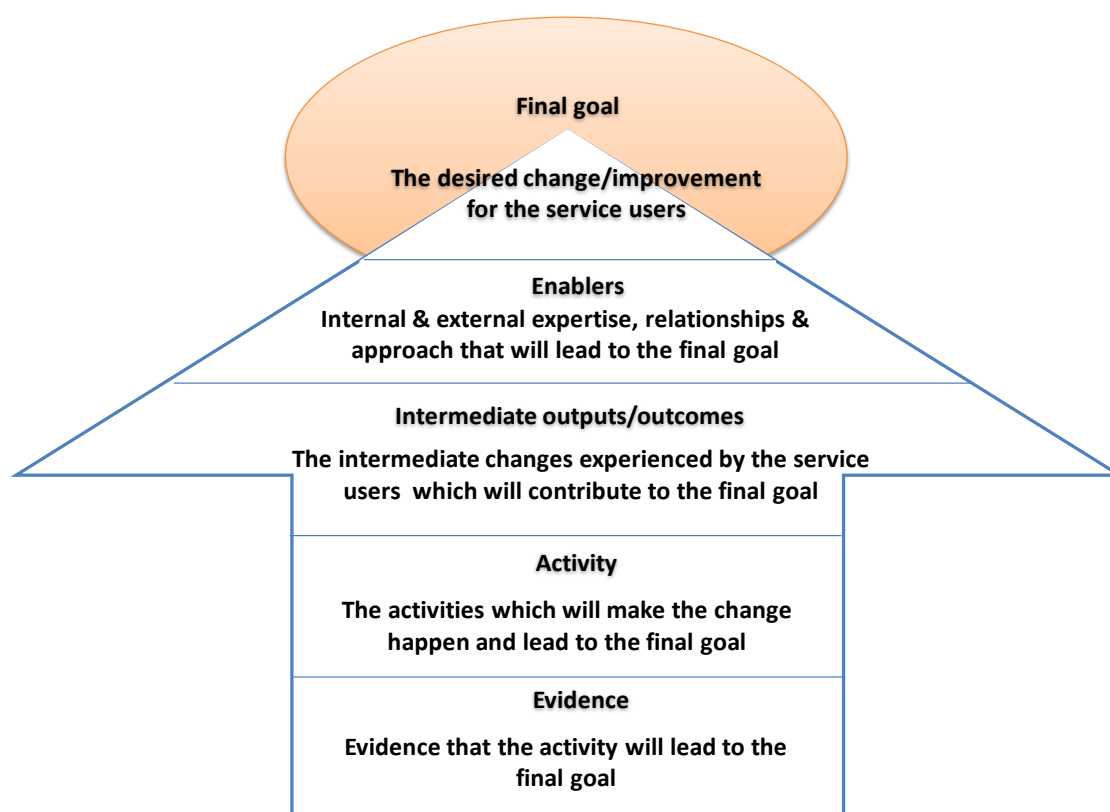 Final goal
The desired change/improvement
for the service users
Enablers
Internal & external expertise, relationships &
approach that will lead to the final goal
Intermediate outputs/outcomes
The intermediate changes experienced by the service
users  which will contribute to the final goal
Activity
The activities which will make the change
happen and lead to the final goal
Evidence
Evidence that the activity will lead to the
final goal